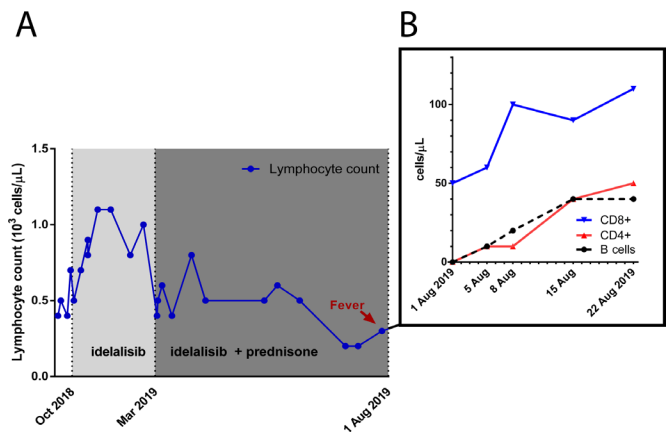 A
B
Lymphocyte count (10³ cells/µL)
1.5
1.0
0.5
0.0
Lymphocyte count
Fever
idelalisib
idelalisib + prednisone
Oct 2018
Mar 2019
1 Aug 2019
cells/µL
100
50
0
CD8+
CD4+
B cells
1 Aug 2019
5 Aug
8 Aug
15 Aug
22 Aug 2019